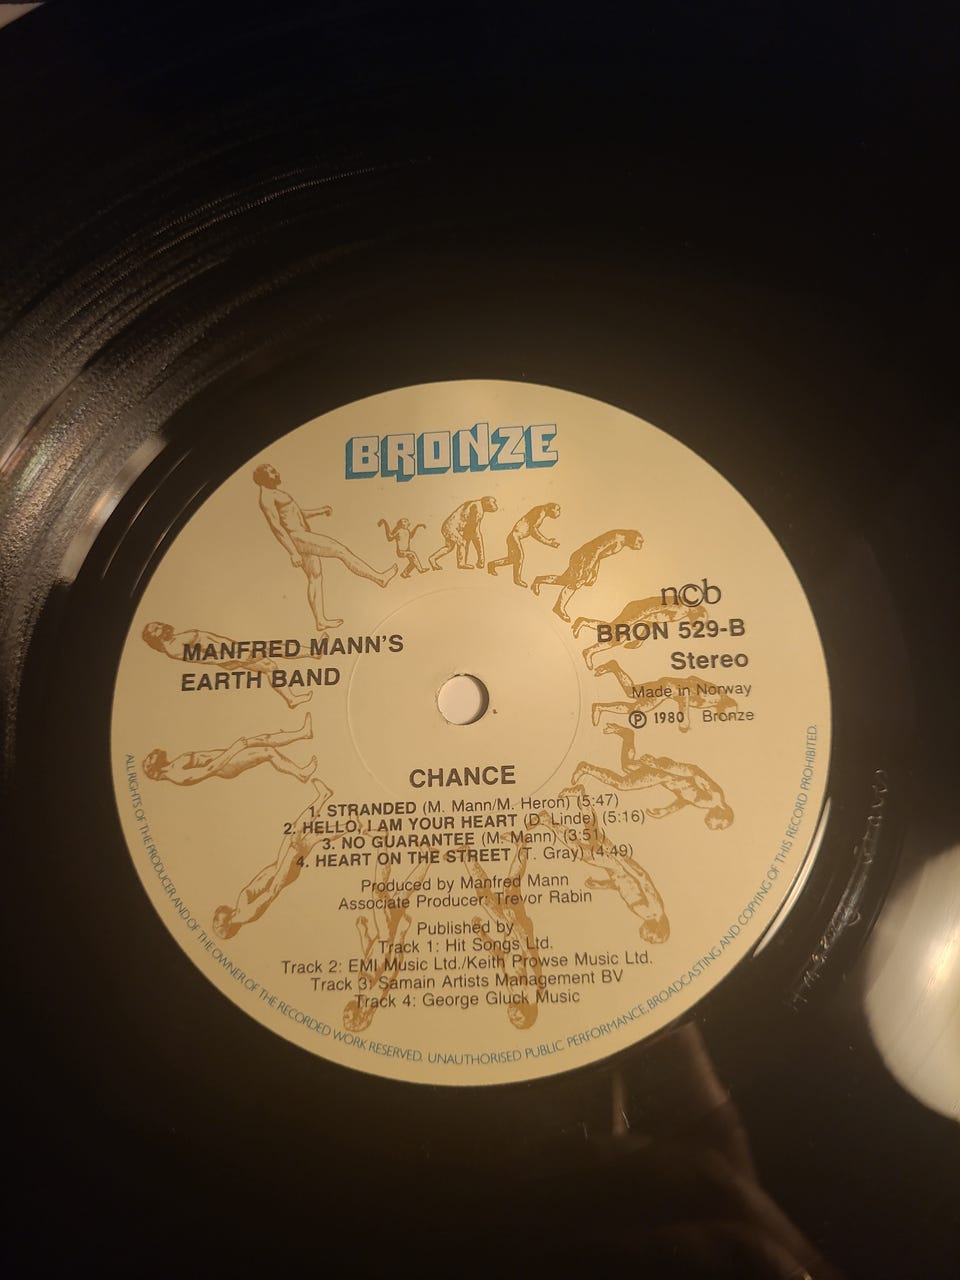 BRONZE
MANFRED MANN'S
EARTH BAND
n©b
BRON 529-B
Stereo
Made in Norway
℗ 1980 Bronze
CHANCE
1. STRANDED (M. Mann/M. Heron) (5:47)
2. HELLO, I AM YOUR HEART (D. Linde) (5:16)
3. NO GUARANTEE (M. Mann) (3:51)
4. HEART ON THE STREET (T. Gray) (4:49)
Produced by Manfred Mann
Associate Producer: Trevor Rabin
Published by
Track 1: Hit Songs Ltd.
Track 2: EMI Music Ltd./Keith Prowse Music Ltd.
Track 3: Samain Artists Management BV
Track 4: George Gluck Music
ALL RIGHTS OF THE PRODUCER AND OF THE OWNER OF THE RECORDED WORK RESERVED. UNAUTHORISED PUBLIC PERFORMANCE, BROADCASTING AND COPYING OF THIS RECORD PROHIBITED.